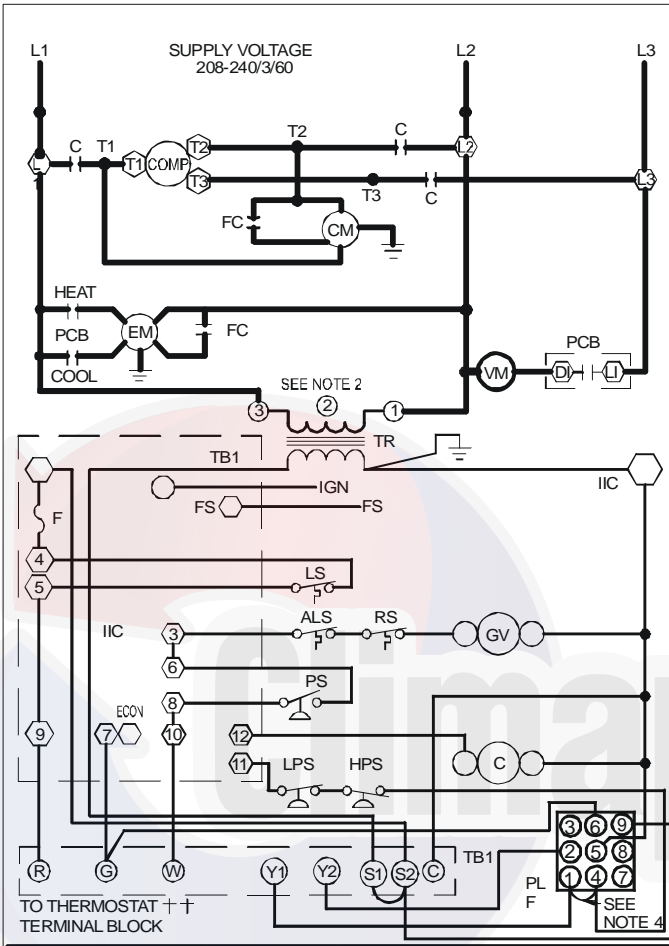 L1
SUPPLY VOLTAGE
208-240/3/60
L2
L3
C
T1
T2
C
L
1
T1
COMP
T2
L2
T3
T3
C
L3
FC
CM
HEAT
PCB
EM
FC
COOL
PCB
VM
DI
LI
SEE NOTE 2
3
2
1
TR
TB1
IGN
IIC
FS
FS
F
4
5
LS
IIC
3
ALS
RS
GV
6
PS
8
ECON
9
7
10
12
C
11
LPS
HPS
3
6
9
2
5
8
1
4
7
TB1
R
G
W
Y1
Y2
S1
S2
C
PL
F
SEE
NOTE 4
TO THERMOSTAT ††
TERMINAL BLOCK
Clima